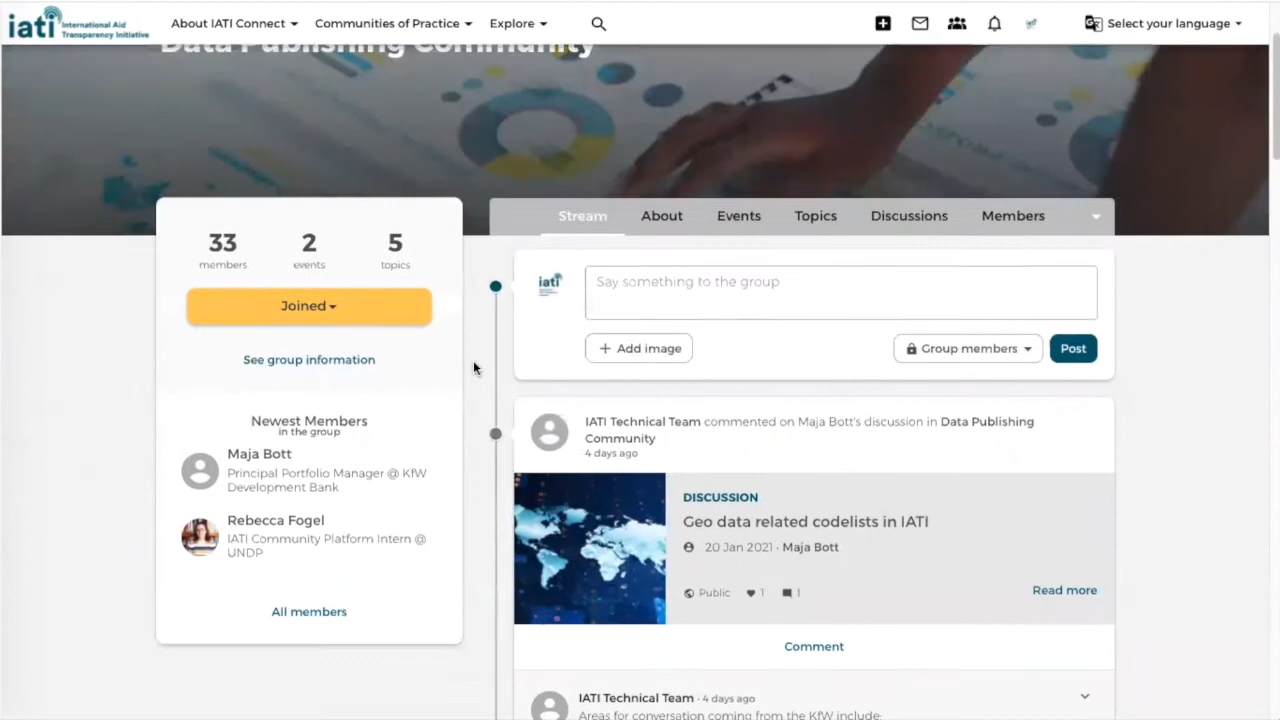 iati International Aid
Transparency Initiative
About IATI Connect
Communities of Practice
Explore
Select your language
Data Publishing Community
33
members
2
events
5
topics
Joined
See group information
Newest Members
in the group
Maja Bott
Principal Portfolio Manager @ KfW
Development Bank
Rebecca Fogel
IATI Community Platform Intern @
UNDP
All members
Stream
About
Events
Topics
Discussions
Members
iati
Say something to the group
+ Add image
Group members
Post
IATI Technical Team commented on Maja Bott's discussion in Data Publishing
Community
4 days ago
DISCUSSION
Geo data related codelists in IATI
20 Jan 2021 · Maja Bott
Public
1
1
Read more
Comment
IATI Technical Team · 4 days ago
Areas for conversation coming from the KfW include: